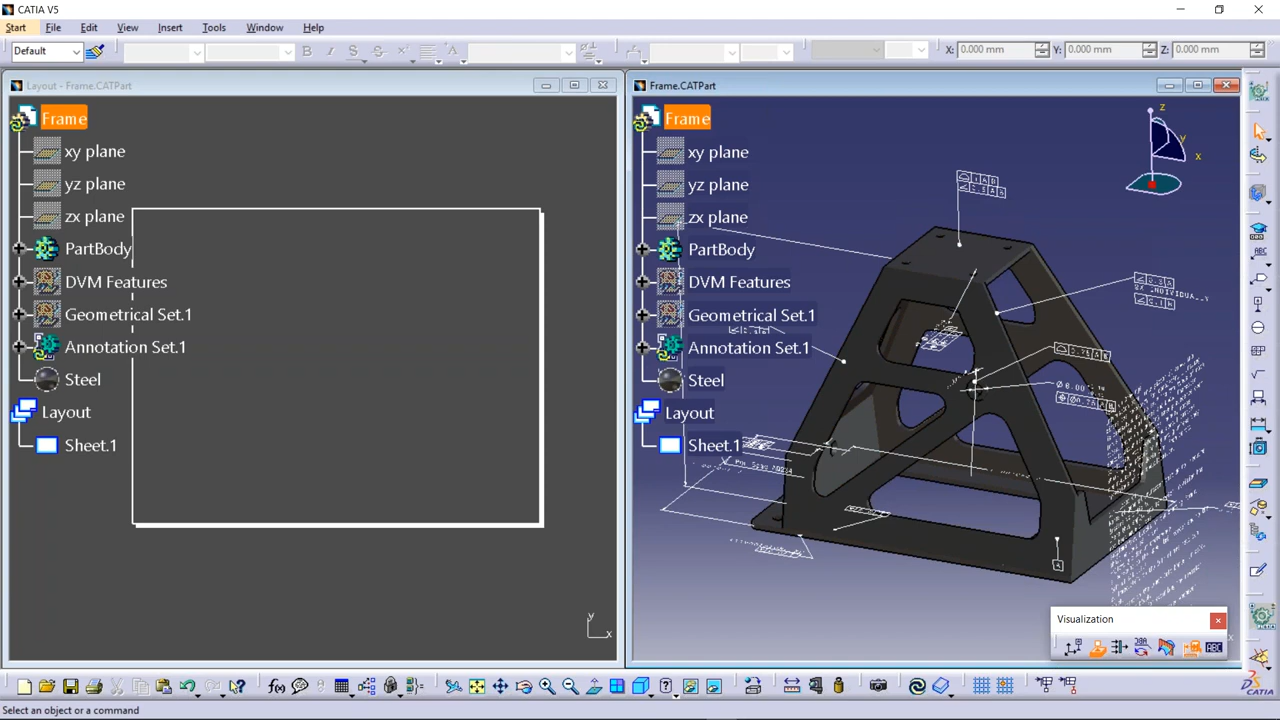 CATIA V5
Start File Edit View Insert Tools Window Help
Default B I S S X: 0.000 mm Y: 0.000 mm Z: 0.000 mm
Layout - Frame.CATPart
Frame
xy plane
yz plane
zx plane
PartBody
DVM Features
Geometrical Set.1
Annotation Set.1
Steel
Layout
Sheet.1
y
x
Frame.CATPart
Frame
xy plane
yz plane
zx plane
PartBody
DVM Features
Geometrical Set.1
Annotation Set.1
Steel
Layout
Sheet.1
z
y
x
A
Visualization
ABC
Select an object or a command
CATIA